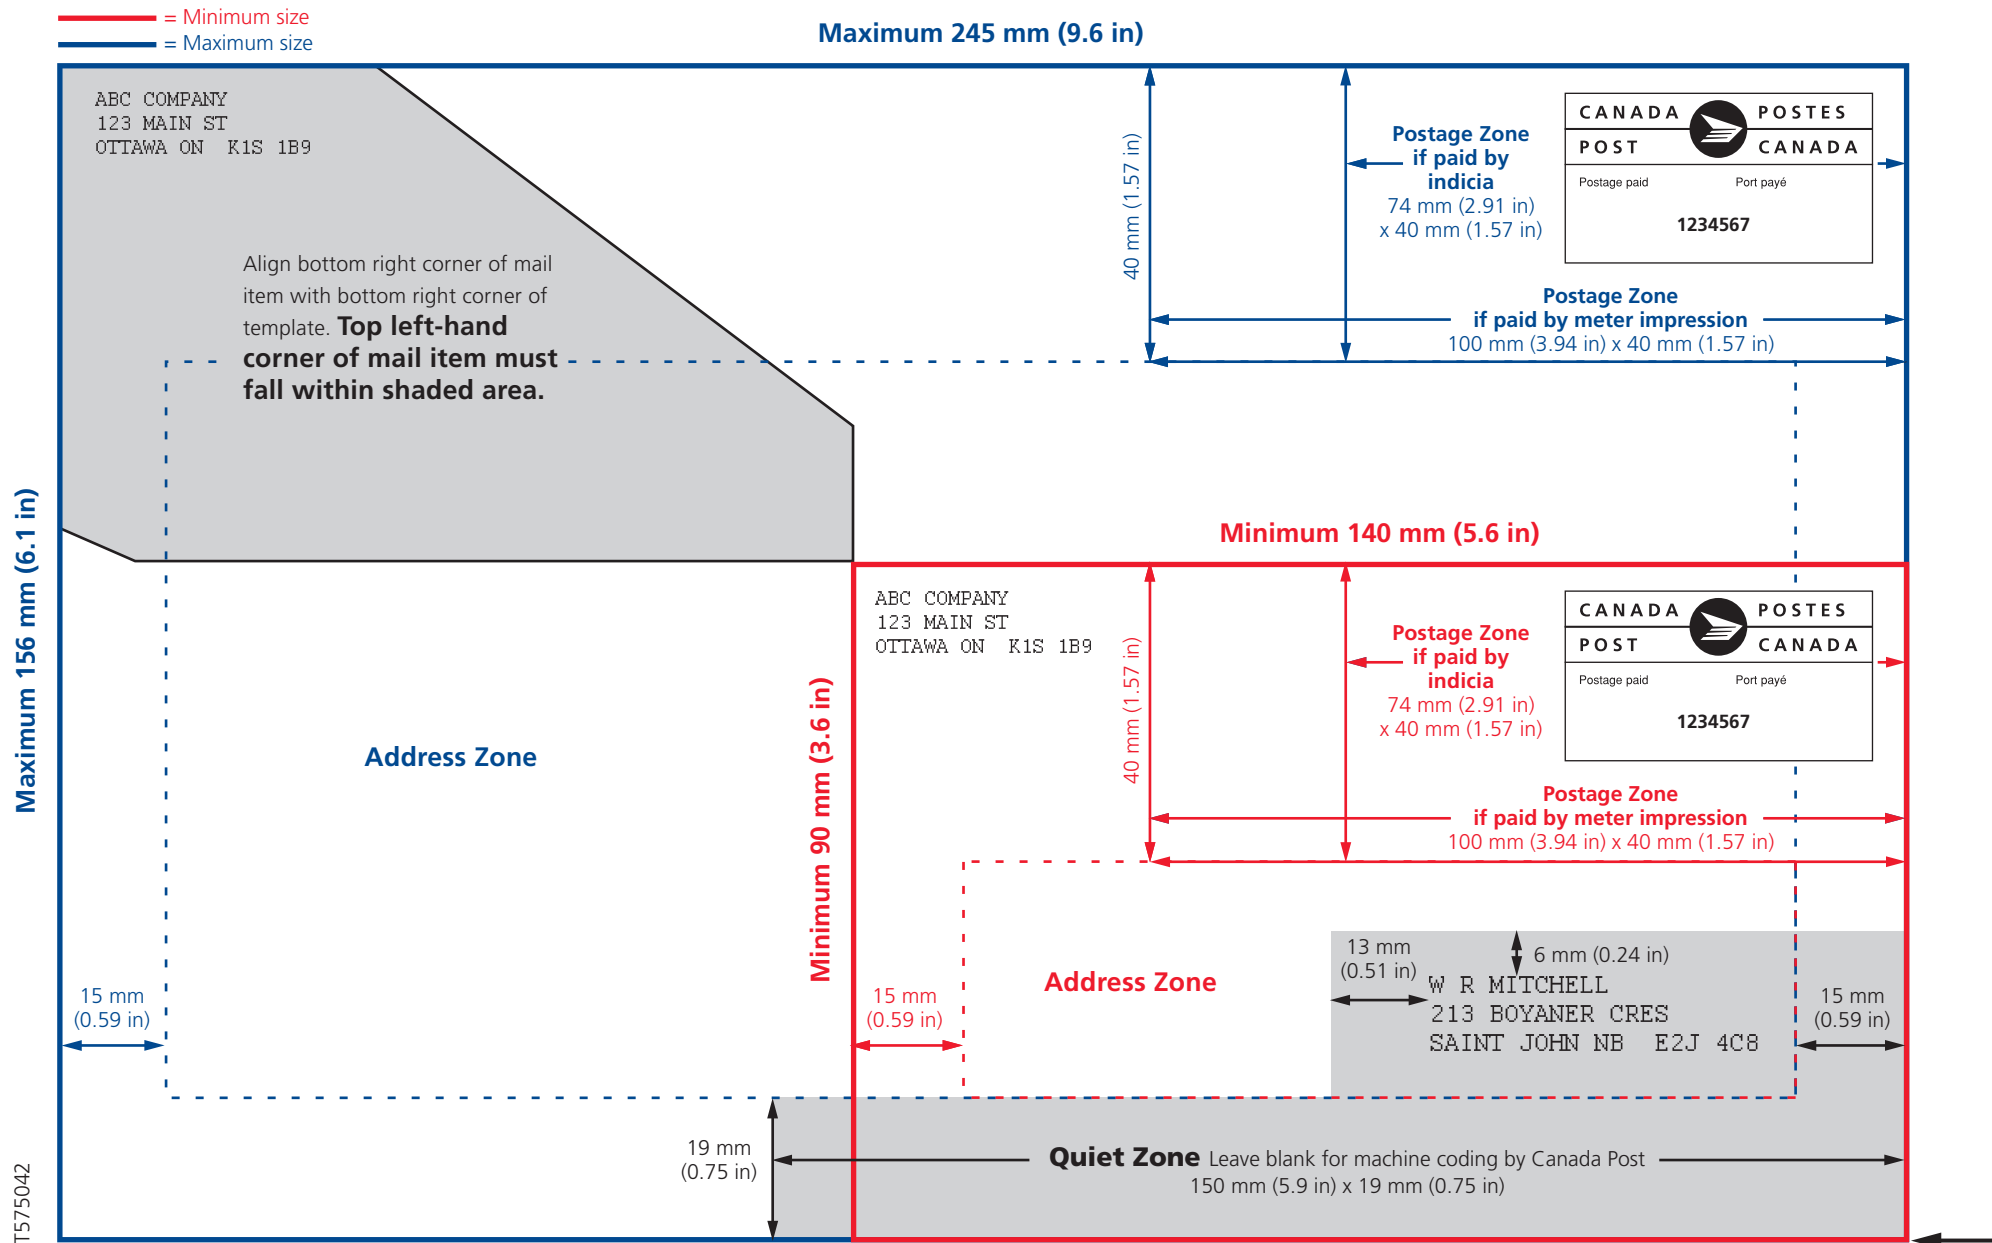 = Minimum size
= Maximum size
Maximum 245 mm (9.6 in)
ABC COMPANY
123 MAIN ST
OTTAWA ON K1S 1B9
Align bottom right corner of mail
item with bottom right corner of
template. Top left-hand
corner of mail item must
fall within shaded area.
40 mm (1.57 in)
Postage Zone
if paid by
indicia
74 mm (2.91 in)
x 40 mm (1.57 in)
CANADA POSTES
POST CANADA
Postage paid Port payé
1234567
Postage Zone
if paid by meter impression
100 mm (3.94 in) x 40 mm (1.57 in)
Maximum 156 mm (6.1 in)
Address Zone
15 mm
(0.59 in)
Minimum 140 mm (5.6 in)
Minimum 90 mm (3.6 in)
ABC COMPANY
123 MAIN ST
OTTAWA ON K1S 1B9
40 mm (1.57 in)
Postage Zone
if paid by
indicia
74 mm (2.91 in)
x 40 mm (1.57 in)
CANADA POSTES
POST CANADA
Postage paid Port payé
1234567
Postage Zone
if paid by meter impression
100 mm (3.94 in) x 40 mm (1.57 in)
15 mm
(0.59 in)
Address Zone
13 mm
(0.51 in)
6 mm (0.24 in)
W R MITCHELL
213 BOYANER CRES
SAINT JOHN NB E2J 4C8
15 mm
(0.59 in)
19 mm
(0.75 in)
Quiet Zone Leave blank for machine coding by Canada Post
150 mm (5.9 in) x 19 mm (0.75 in)
T575042